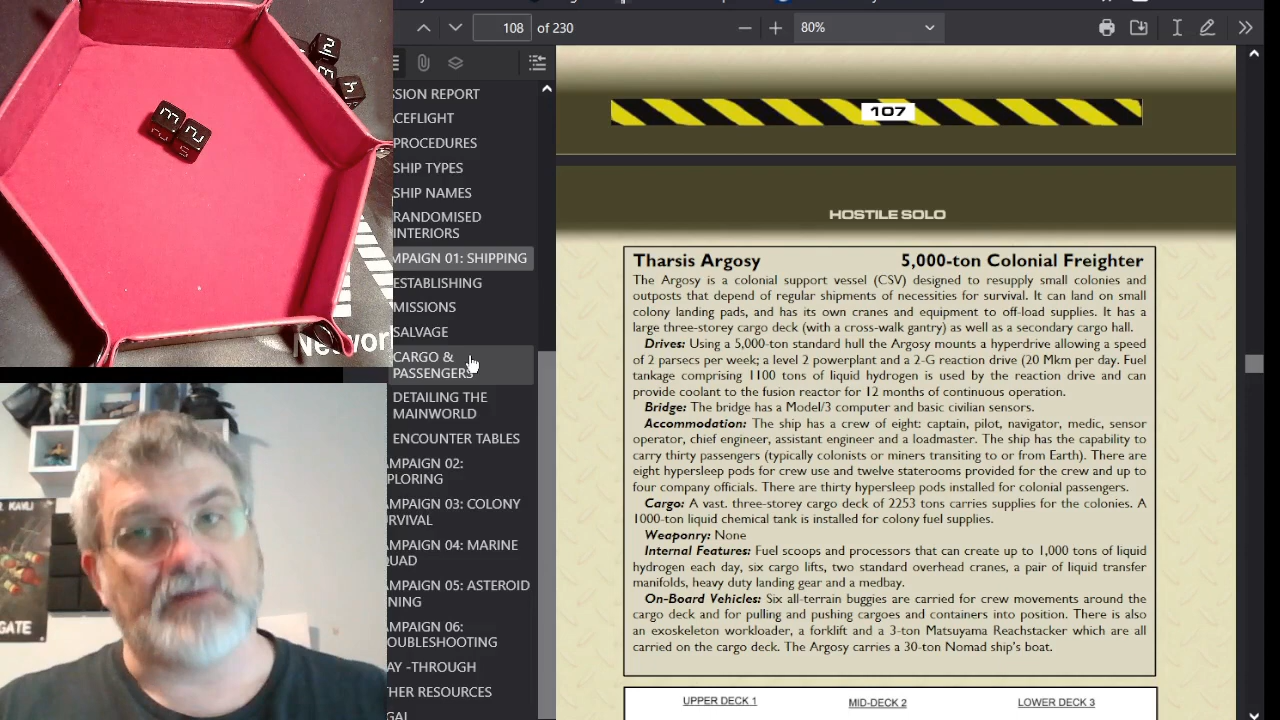 108 of 230
80%
SSION REPORT
ACEFLIGHT
PROCEDURES
SHIP TYPES
SHIP NAMES
RANDOMISED
INTERIORS
MPAIGN 01: SHIPPING
ESTABLISHING
MISSIONS
SALVAGE
CARGO &
PASSENGERS
DETAILING THE
MAINWORLD
ENCOUNTER TABLES
AMPAIGN 02:
PLORING
AMPAIGN 03: COLONY
RVIVAL
AMPAIGN 04: MARINE
QUAD
AMPAIGN 05: ASTEROID
NING
AMPAIGN 06:
OUBLESHOOTING
AY -THROUGH
THER RESOURCES
GAL
107
HOSTILE SOLO
Tharsis Argosy 5,000-ton Colonial Freighter
The Argosy is a colonial support vessel (CSV) designed to resupply small colonies and
outposts that depend of regular shipments of necessities for survival. It can land on small
colony landing pads, and has its own cranes and equipment to off-load supplies. It has a
large three-storey cargo deck (with a cross-walk gantry) as well as a secondary cargo hall.
Drives: Using a 5,000-ton standard hull the Argosy mounts a hyperdrive allowing a speed
of 2 parsecs per week; a level 2 powerplant and a 2-G reaction drive (20 Mkm per day. Fuel
tankage comprising 1100 tons of liquid hydrogen is used by the reaction drive and can
provide coolant to the fusion reactor for 12 months of continuous operation.
Bridge: The bridge has a Model/3 computer and basic civilian sensors.
Accommodation: The ship has a crew of eight: captain, pilot, navigator, medic, sensor
operator, chief engineer, assistant engineer and a loadmaster. The ship has the capability to
carry thirty passengers (typically colonists or miners transiting to or from Earth). There are
eight hypersleep pods for crew use and twelve staterooms provided for the crew and up to
four company officials. There are thirty hypersleep pods installed for colonial passengers.
Cargo: A vast. three-storey cargo deck of 2253 tons carries supplies for the colonies. A
1000-ton liquid chemical tank is installed for colony fuel supplies.
Weaponry: None
Internal Features: Fuel scoops and processors that can create up to 1,000 tons of liquid
hydrogen each day, six cargo lifts, two standard overhead cranes, a pair of liquid transfer
manifolds, heavy duty landing gear and a medbay.
On-Board Vehicles: Six all-terrain buggies are carried for crew movements around the
cargo deck and for pulling and pushing cargoes and containers into position. There is also
an exoskeleton workloader, a forklift and a 3-ton Matsuyama Reachstacker which are all
carried on the cargo deck. The Argosy carries a 30-ton Nomad ship's boat.
UPPER DECK 1 MID-DECK 2 LOWER DECK 3
Networ
GATE